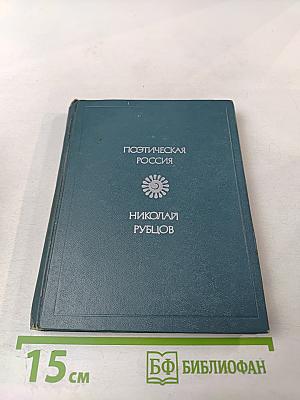 ПОЭТИЧЕСКАЯ
РОССИЯ
НИКОЛАЙ
РУБЦОВ
15 см
БФ БИБЛИОФАН